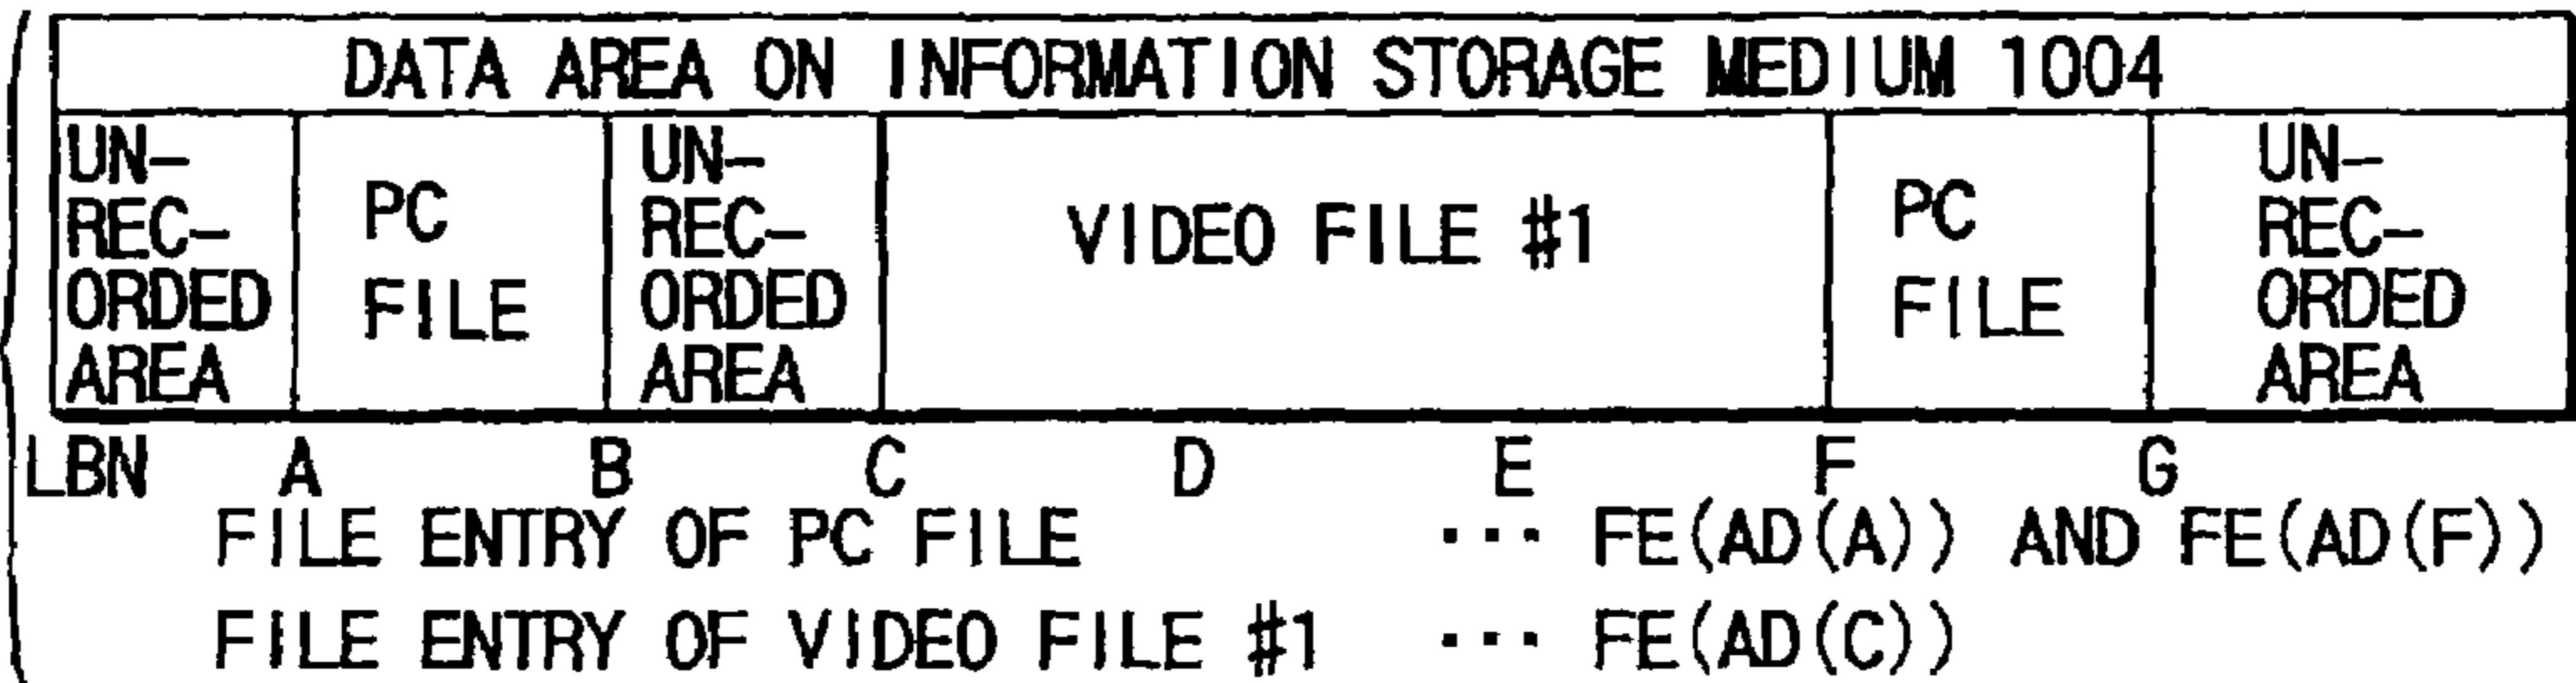 DATA AREA ON INFORMATION STORAGE MEDIUM 1004
UN-
REC-
ORDED
AREA
PC
FILE
UN-
REC-
ORDED
AREA
VIDEO FILE #1
PC
FILE
UN-
REC-
ORDED
AREA
LBN A B C D E F G
FILE ENTRY OF PC FILE ··· FE(AD(A)) AND FE(AD(F))
FILE ENTRY OF VIDEO FILE #1 ··· FE(AD(C))